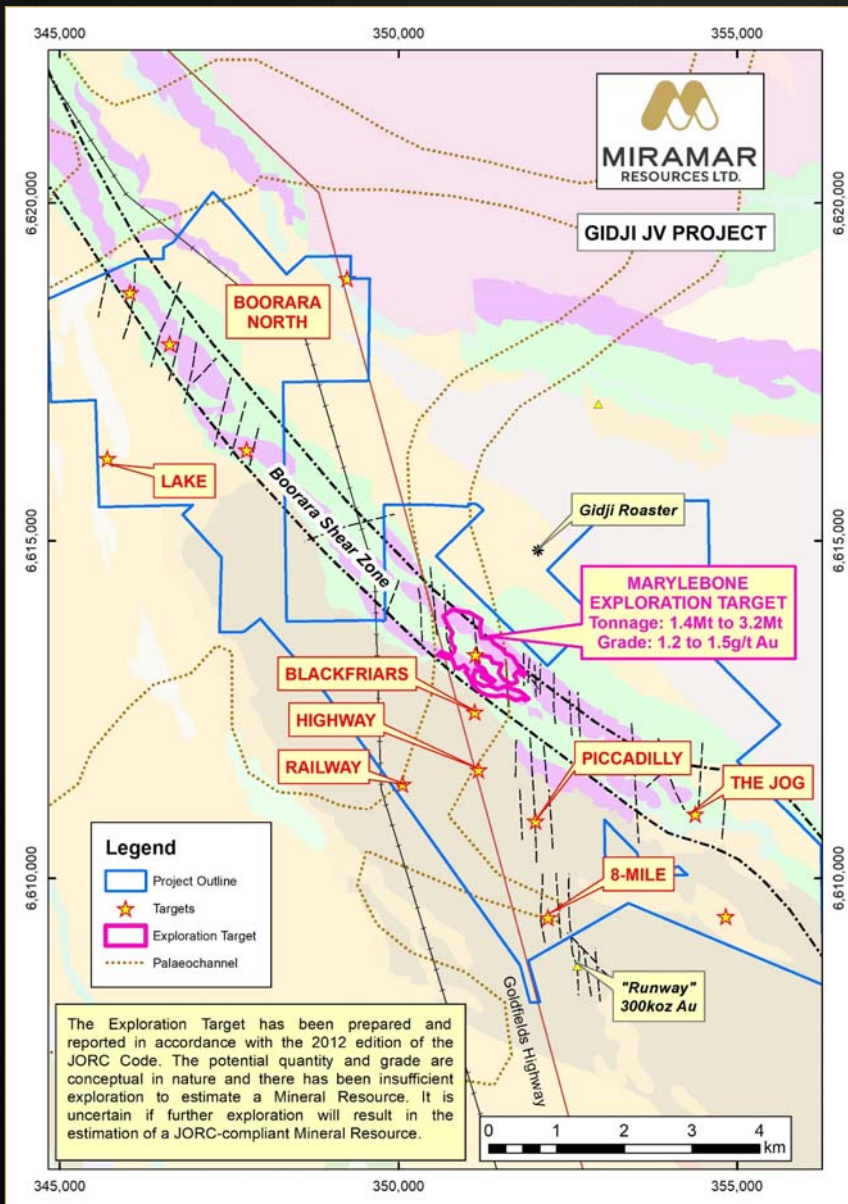 345,000
350,000
355,000
MIRAMAR
RESOURCES LTD.
6,620,000
6,620,000
GIDJI JV PROJECT
BOORARA
NORTH
LAKE
Boorara Shear Zone
Gidji Roaster
6,615,000
6,615,000
MARYLEBONE
EXPLORATION TARGET
Tonnage: 1.4Mt to 3.2Mt
Grade: 1.2 to 1.5g/t Au
BLACKFRIARS
HIGHWAY
RAILWAY
PICCADILLY
THE JOG
8-MILE
6,610,000
6,610,000
Legend
Project Outline
Targets
Exploration Target
Palaeochannel
"Runway"
300koz Au
Goldfields Highway
The Exploration Target has been prepared and
reported in accordance with the 2012 edition of the
JORC Code. The potential quantity and grade are
conceptual in nature and there has been insufficient
exploration to estimate a Mineral Resource. It is
uncertain if further exploration will result in the
estimation of a JORC-compliant Mineral Resource.
0 1 2 3 4
km
345,000
350,000
355,000